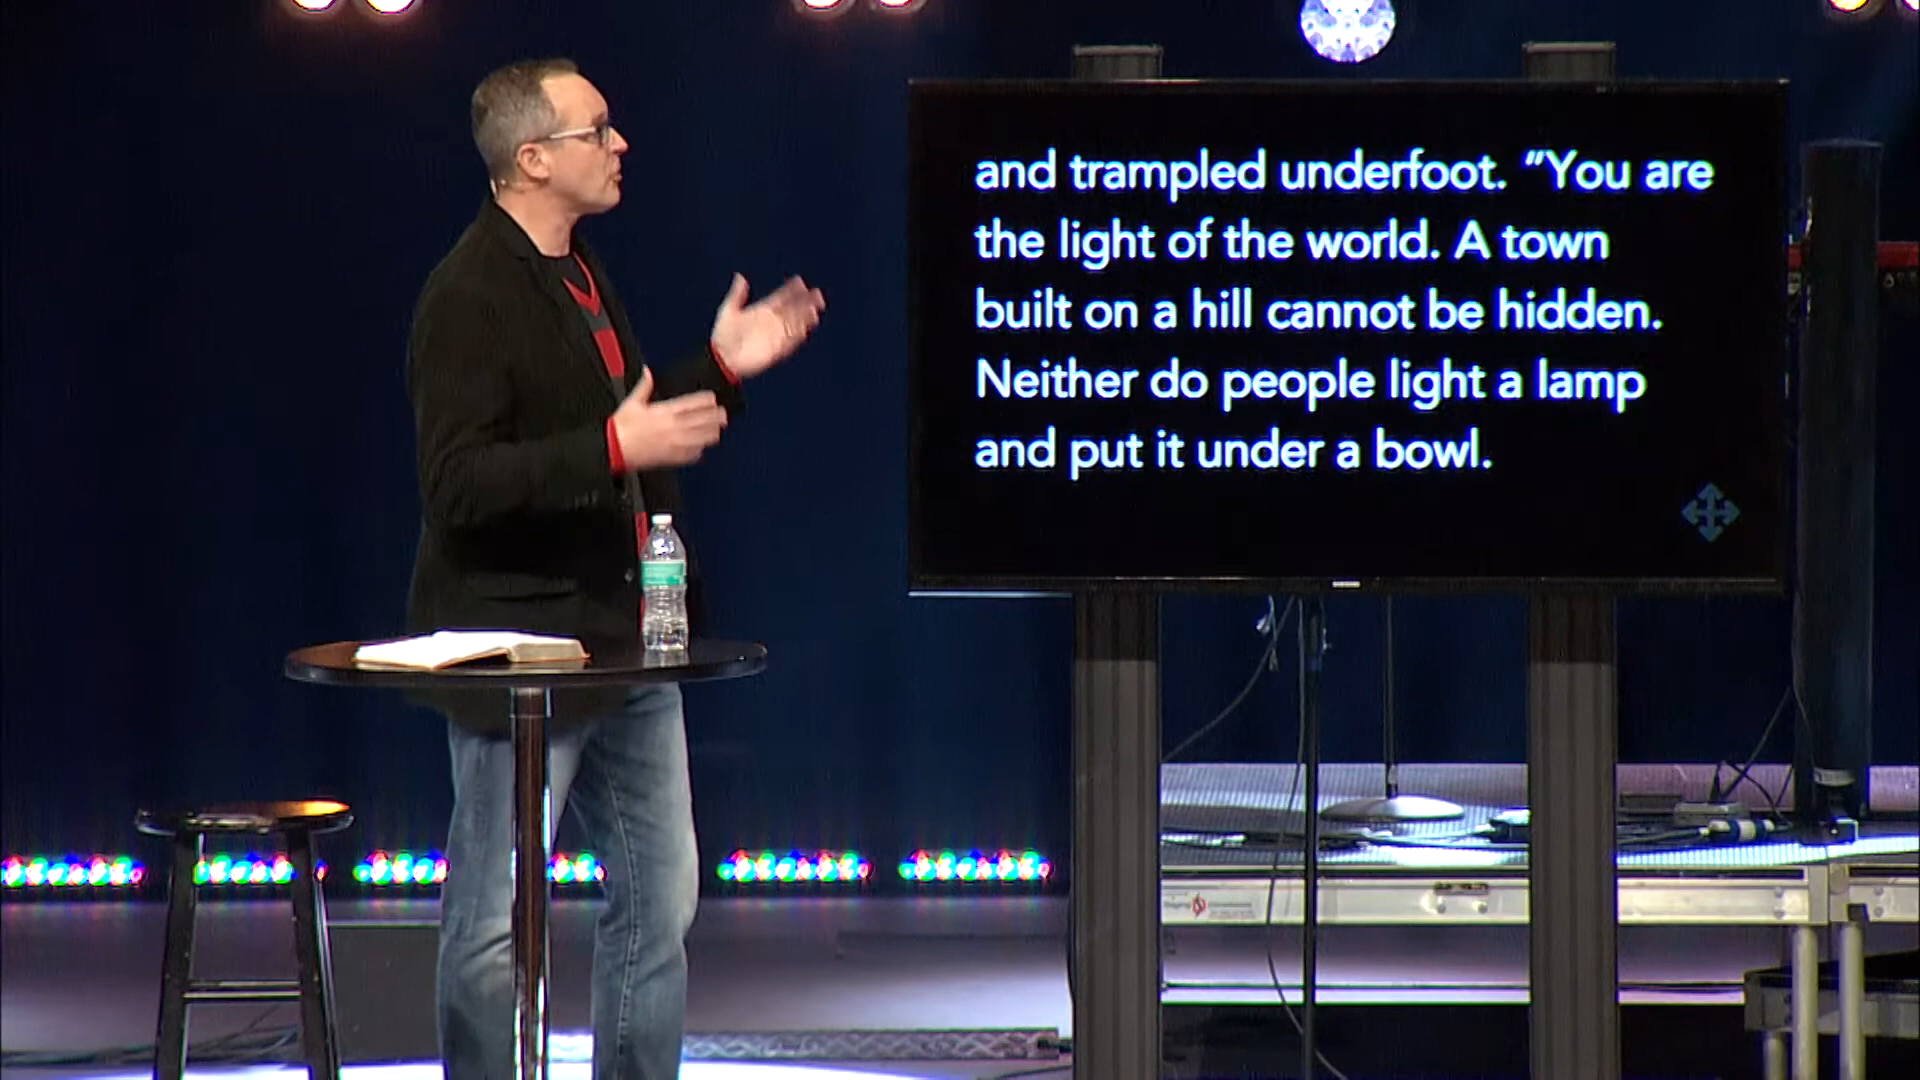 and trampled underfoot. “You are
the light of the world. A town
built on a hill cannot be hidden.
Neither do people light a lamp
and put it under a bowl.